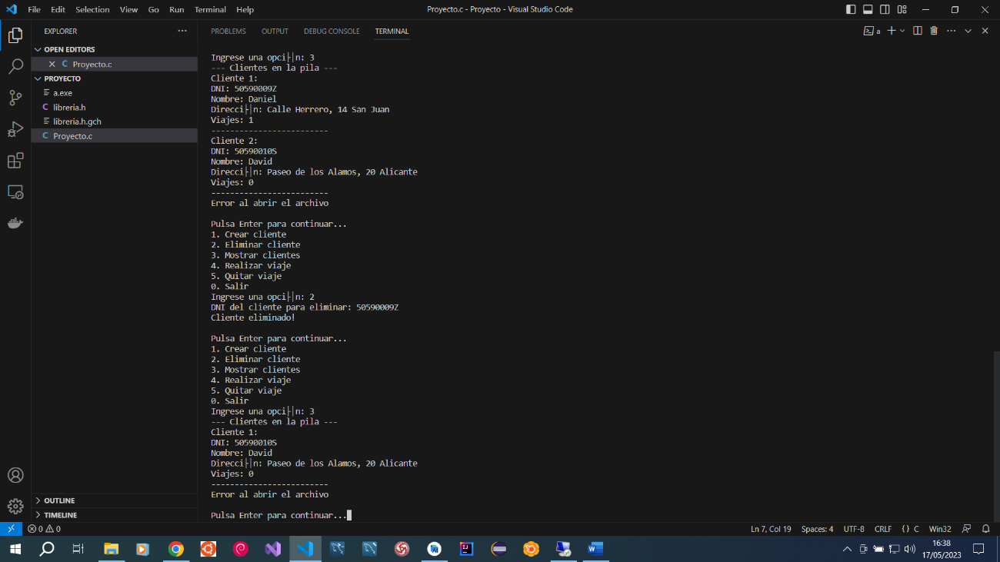 File Edit Selection View Go Run Terminal Help
Proyecto.c - Proyecto - Visual Studio Code
EXPLORER
OPEN EDITORS
Proyecto.c
PROYECTO
a.exe
libreria.h
libreria.h.gch
Proyecto.c
OUTLINE
TIMELINE
PROBLEMS OUTPUT DEBUG CONSOLE TERMINAL
a
Ingrese una opci├│n: 3
--- Clientes en la pila ---
Cliente 1:
DNI: 50590009Z
Nombre: Daniel
Direcci├│n: Calle Herrero, 14 San Juan
Viajes: 1
-------------------------
Cliente 2:
DNI: 50590010S
Nombre: David
Direcci├│n: Paseo de los Alamos, 20 Alicante
Viajes: 0
-------------------------
Error al abrir el archivo
Pulsa Enter para continuar...
1. Crear cliente
2. Eliminar cliente
3. Mostrar clientes
4. Realizar viaje
5. Quitar viaje
0. Salir
Ingrese una opci├│n: 2
DNI del cliente para eliminar: 50590009Z
Cliente eliminado!
Pulsa Enter para continuar...
1. Crear cliente
2. Eliminar cliente
3. Mostrar clientes
4. Realizar viaje
5. Quitar viaje
0. Salir
Ingrese una opci├│n: 3
--- Clientes en la pila ---
Cliente 1:
DNI: 50590010S
Nombre: David
Direcci├│n: Paseo de los Alamos, 20 Alicante
Viajes: 0
-------------------------
Error al abrir el archivo
Pulsa Enter para continuar...
0 0
Ln 7, Col 19 Spaces: 4 UTF-8 CRLF {} C Win32
16:38
17/05/2023